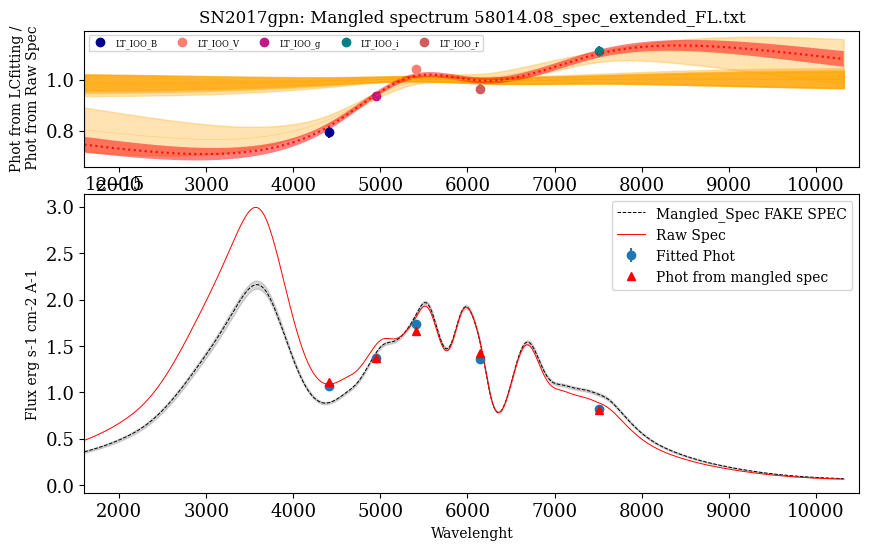 SN2017gpn: Mangled spectrum 58014.08_spec_extended_FL.txt
Phot from LCfitting /
Phot from Raw Spec
LT_IOO_B LT_IOO_V LT_IOO_g LT_IOO_i LT_IOO_r
1.0
0.8
2000 3000 4000 5000 6000 7000 8000 9000 10000
1e−15
Flux erg s-1 cm-2 A-1
3.0
2.5
2.0
1.5
1.0
0.5
0.0
Mangled_Spec FAKE SPEC
Raw Spec
Fitted Phot
Phot from mangled spec
2000 3000 4000 5000 6000 7000 8000 9000 10000
Wavelenght